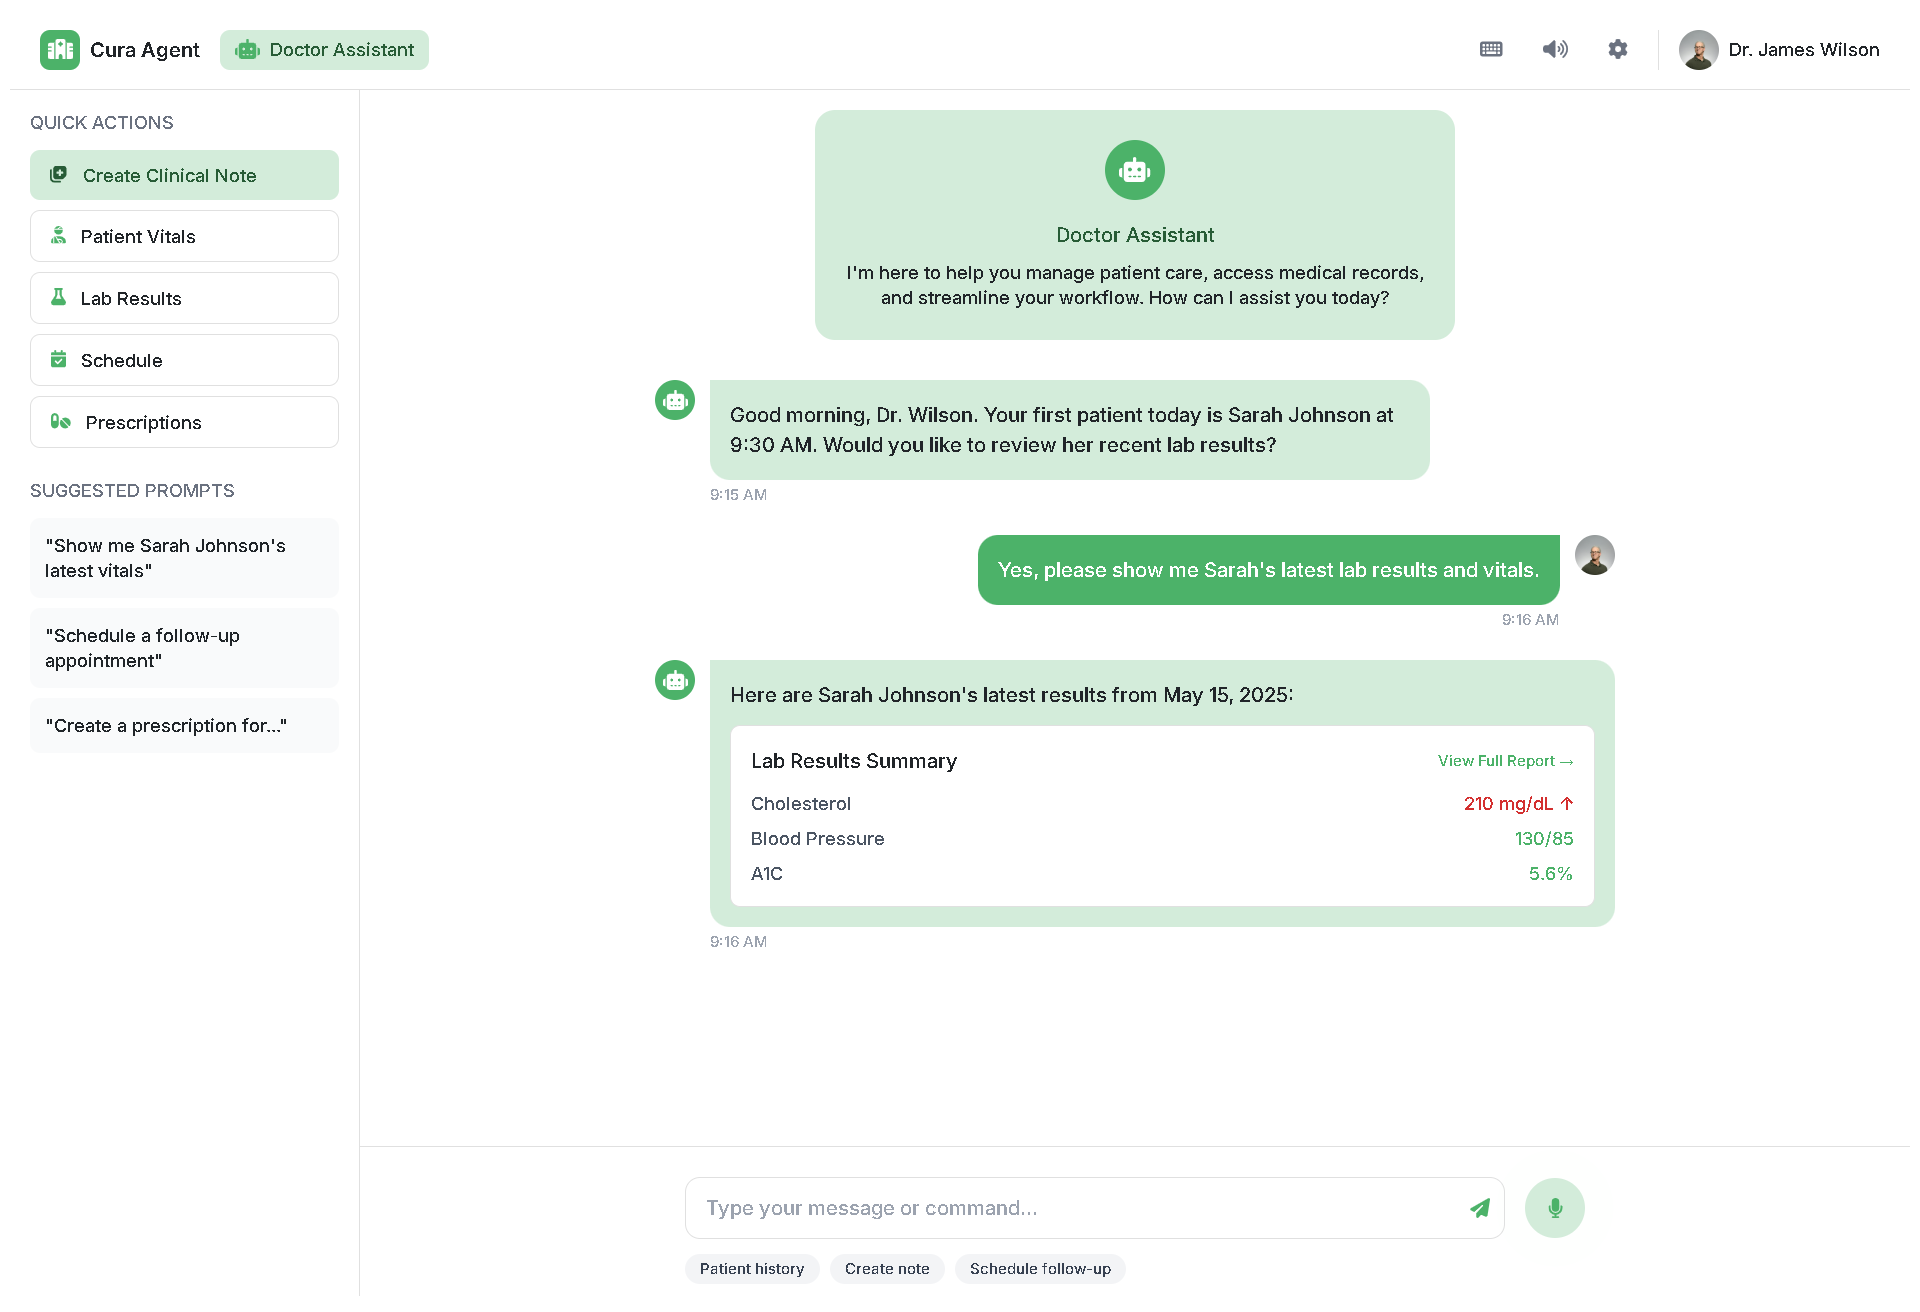 Cura Agent
Doctor Assistant
Dr. James Wilson
QUICK ACTIONS
Create Clinical Note
Patient Vitals
Lab Results
Schedule
Prescriptions
SUGGESTED PROMPTS
"Show me Sarah Johnson's
latest vitals"
"Schedule a follow-up
appointment"
"Create a prescription for..."
Doctor Assistant
I'm here to help you manage patient care, access medical records,
and streamline your workflow. How can I assist you today?
Good morning, Dr. Wilson. Your first patient today is Sarah Johnson at
9:30 AM. Would you like to review her recent lab results?
9:15 AM
Yes, please show me Sarah's latest lab results and vitals.
9:16 AM
Here are Sarah Johnson's latest results from May 15, 2025:
Lab Results Summary
View Full Report →
Cholesterol
210 mg/dL ↑
Blood Pressure
130/85
A1C
5.6%
9:16 AM
Type your message or command...
Patient history
Create note
Schedule follow-up